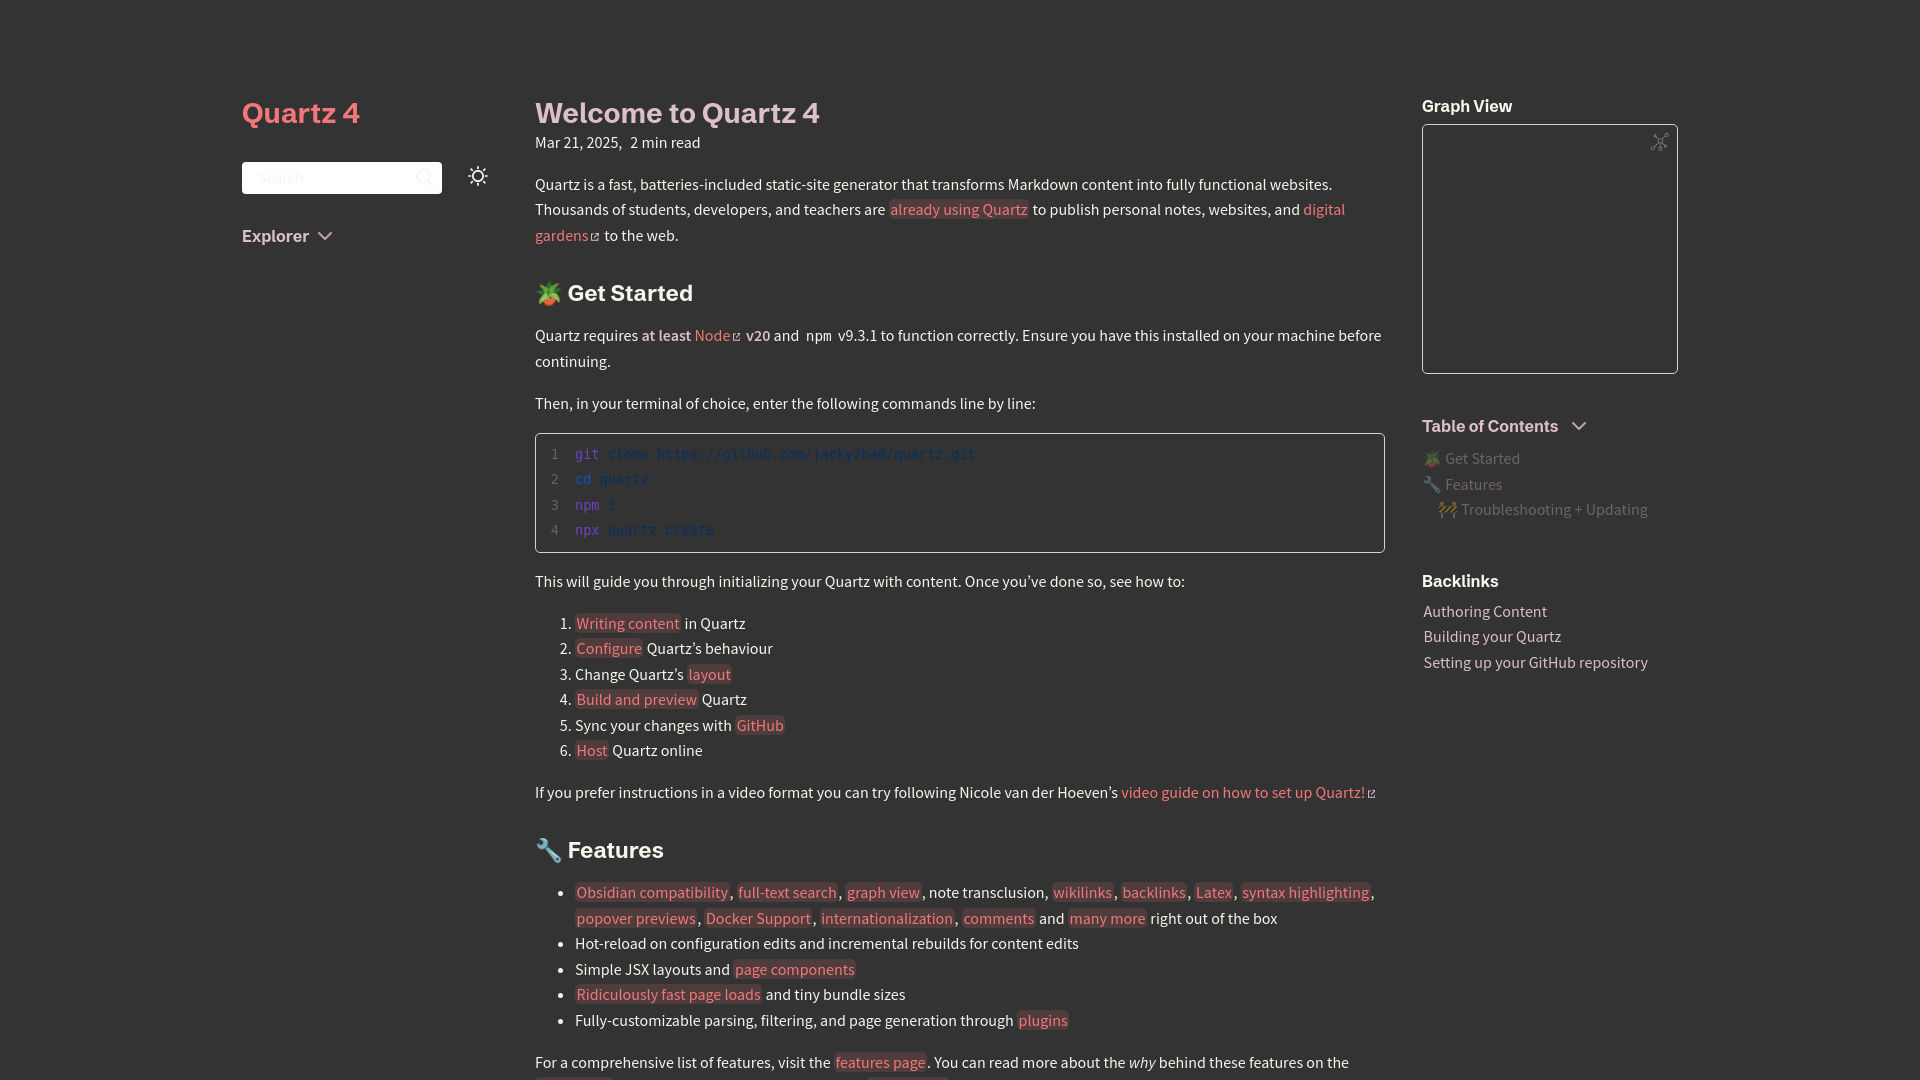 Quartz 4
Search
Explorer
Welcome to Quartz 4
Mar 21, 2025, 2 min read
Quartz is a fast, batteries-included static-site generator that transforms Markdown content into fully functional websites.
Thousands of students, developers, and teachers are already using Quartz to publish personal notes, websites, and digital
gardens to the web.
🪴 Get Started
Quartz requires at least Node v20 and npm v9.3.1 to function correctly. Ensure you have this installed on your machine before
continuing.
Then, in your terminal of choice, enter the following commands line by line:
1 git clone https://github.com/jackyzha0/quartz.git
2 cd quartz
3 npm i
4 npx quartz create
This will guide you through initializing your Quartz with content. Once you’ve done so, see how to:
1. Writing content in Quartz
2. Configure Quartz’s behaviour
3. Change Quartz’s layout
4. Build and preview Quartz
5. Sync your changes with GitHub
6. Host Quartz online
If you prefer instructions in a video format you can try following Nicole van der Hoeven’s video guide on how to set up Quartz!
🔧 Features
• Obsidian compatibility, full-text search, graph view, note transclusion, wikilinks, backlinks, Latex, syntax highlighting,
popover previews, Docker Support, internationalization, comments and many more right out of the box
• Hot-reload on configuration edits and incremental rebuilds for content edits
• Simple JSX layouts and page components
• Ridiculously fast page loads and tiny bundle sizes
• Fully-customizable parsing, filtering, and page generation through plugins
For a comprehensive list of features, visit the features page. You can read more about the why behind these features on the
Graph View
Table of Contents
🪴 Get Started
🔧 Features
🚧 Troubleshooting + Updating
Backlinks
Authoring Content
Building your Quartz
Setting up your GitHub repository